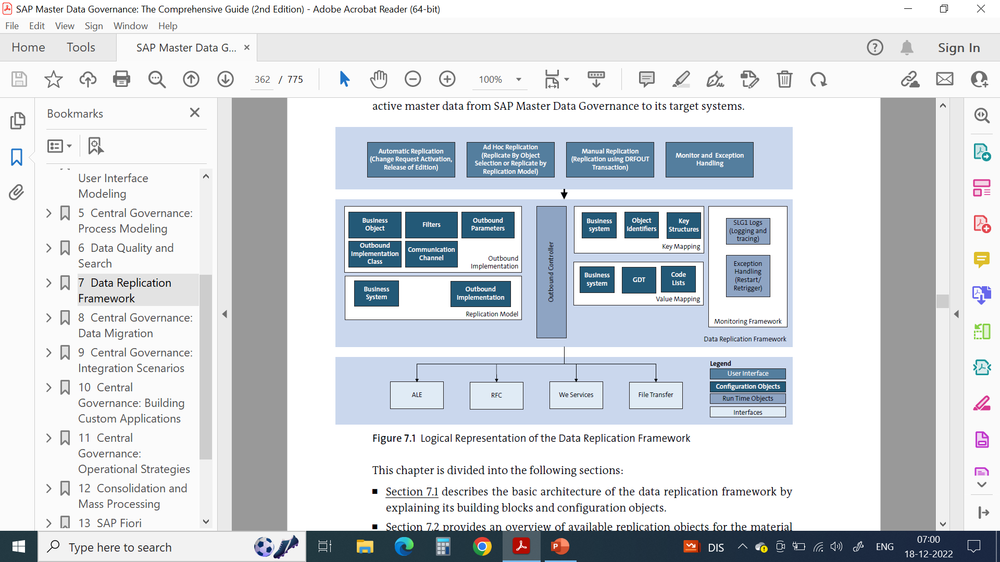 SAP Master Data Governance: The Comprehensive Guide (2nd Edition) - Adobe Acrobat Reader (64-bit)
File Edit View Sign Window Help
Home Tools SAP Master Data G... Sign In
362 / 775 100%
Bookmarks
User Interface
Modeling
5 Central Governance:
Process Modeling
6 Data Quality and
Search
7 Data Replication
Framework
8 Central Governance:
Data Migration
9 Central Governance:
Integration Scenarios
10 Central
Governance: Building
Custom Applications
11 Central
Governance:
Operational Strategies
12 Consolidation and
Mass Processing
13 SAP Fiori
active master data from SAP Master Data Governance to its target systems.
Automatic Replication
(Change Request Activation,
Release of Edition)
Ad Hoc Replication
(Replicate By Object
Selection or Replicate by
Replication Model)
Manual Replication
(Replication using DRFOUT
Transaction)
Monitor and Exception
Handling
Business
Object
Filters
Outbound
Parameters
Outbound
Implementation
Class
Communication
Channel
Outbound
Implementation
Business
System
Outbound
Implementation
Replication Model
Outbound Controller
Business
system
Object
Identifiers
Key
Structures
Key Mapping
Business
system
GDT
Code
Lists
Value Mapping
SLG1 Logs
(Logging and
tracing)
Exception
Handling
(Restart/
Retrigger)
Monitoring Framework
Data Replication Framework
ALE
RFC
We Services
File Transfer
Legend
User Interface
Configuration Objects
Run Time Objects
Interfaces
Figure 7.1 Logical Representation of the Data Replication Framework
This chapter is divided into the following sections:
■ Section 7.1 describes the basic architecture of the data replication framework by
explaining its building blocks and configuration objects.
■ Section 7.2 provides an overview of available replication objects for the material
Type here to search
P
DIS
ENG
07:00
18-12-2022